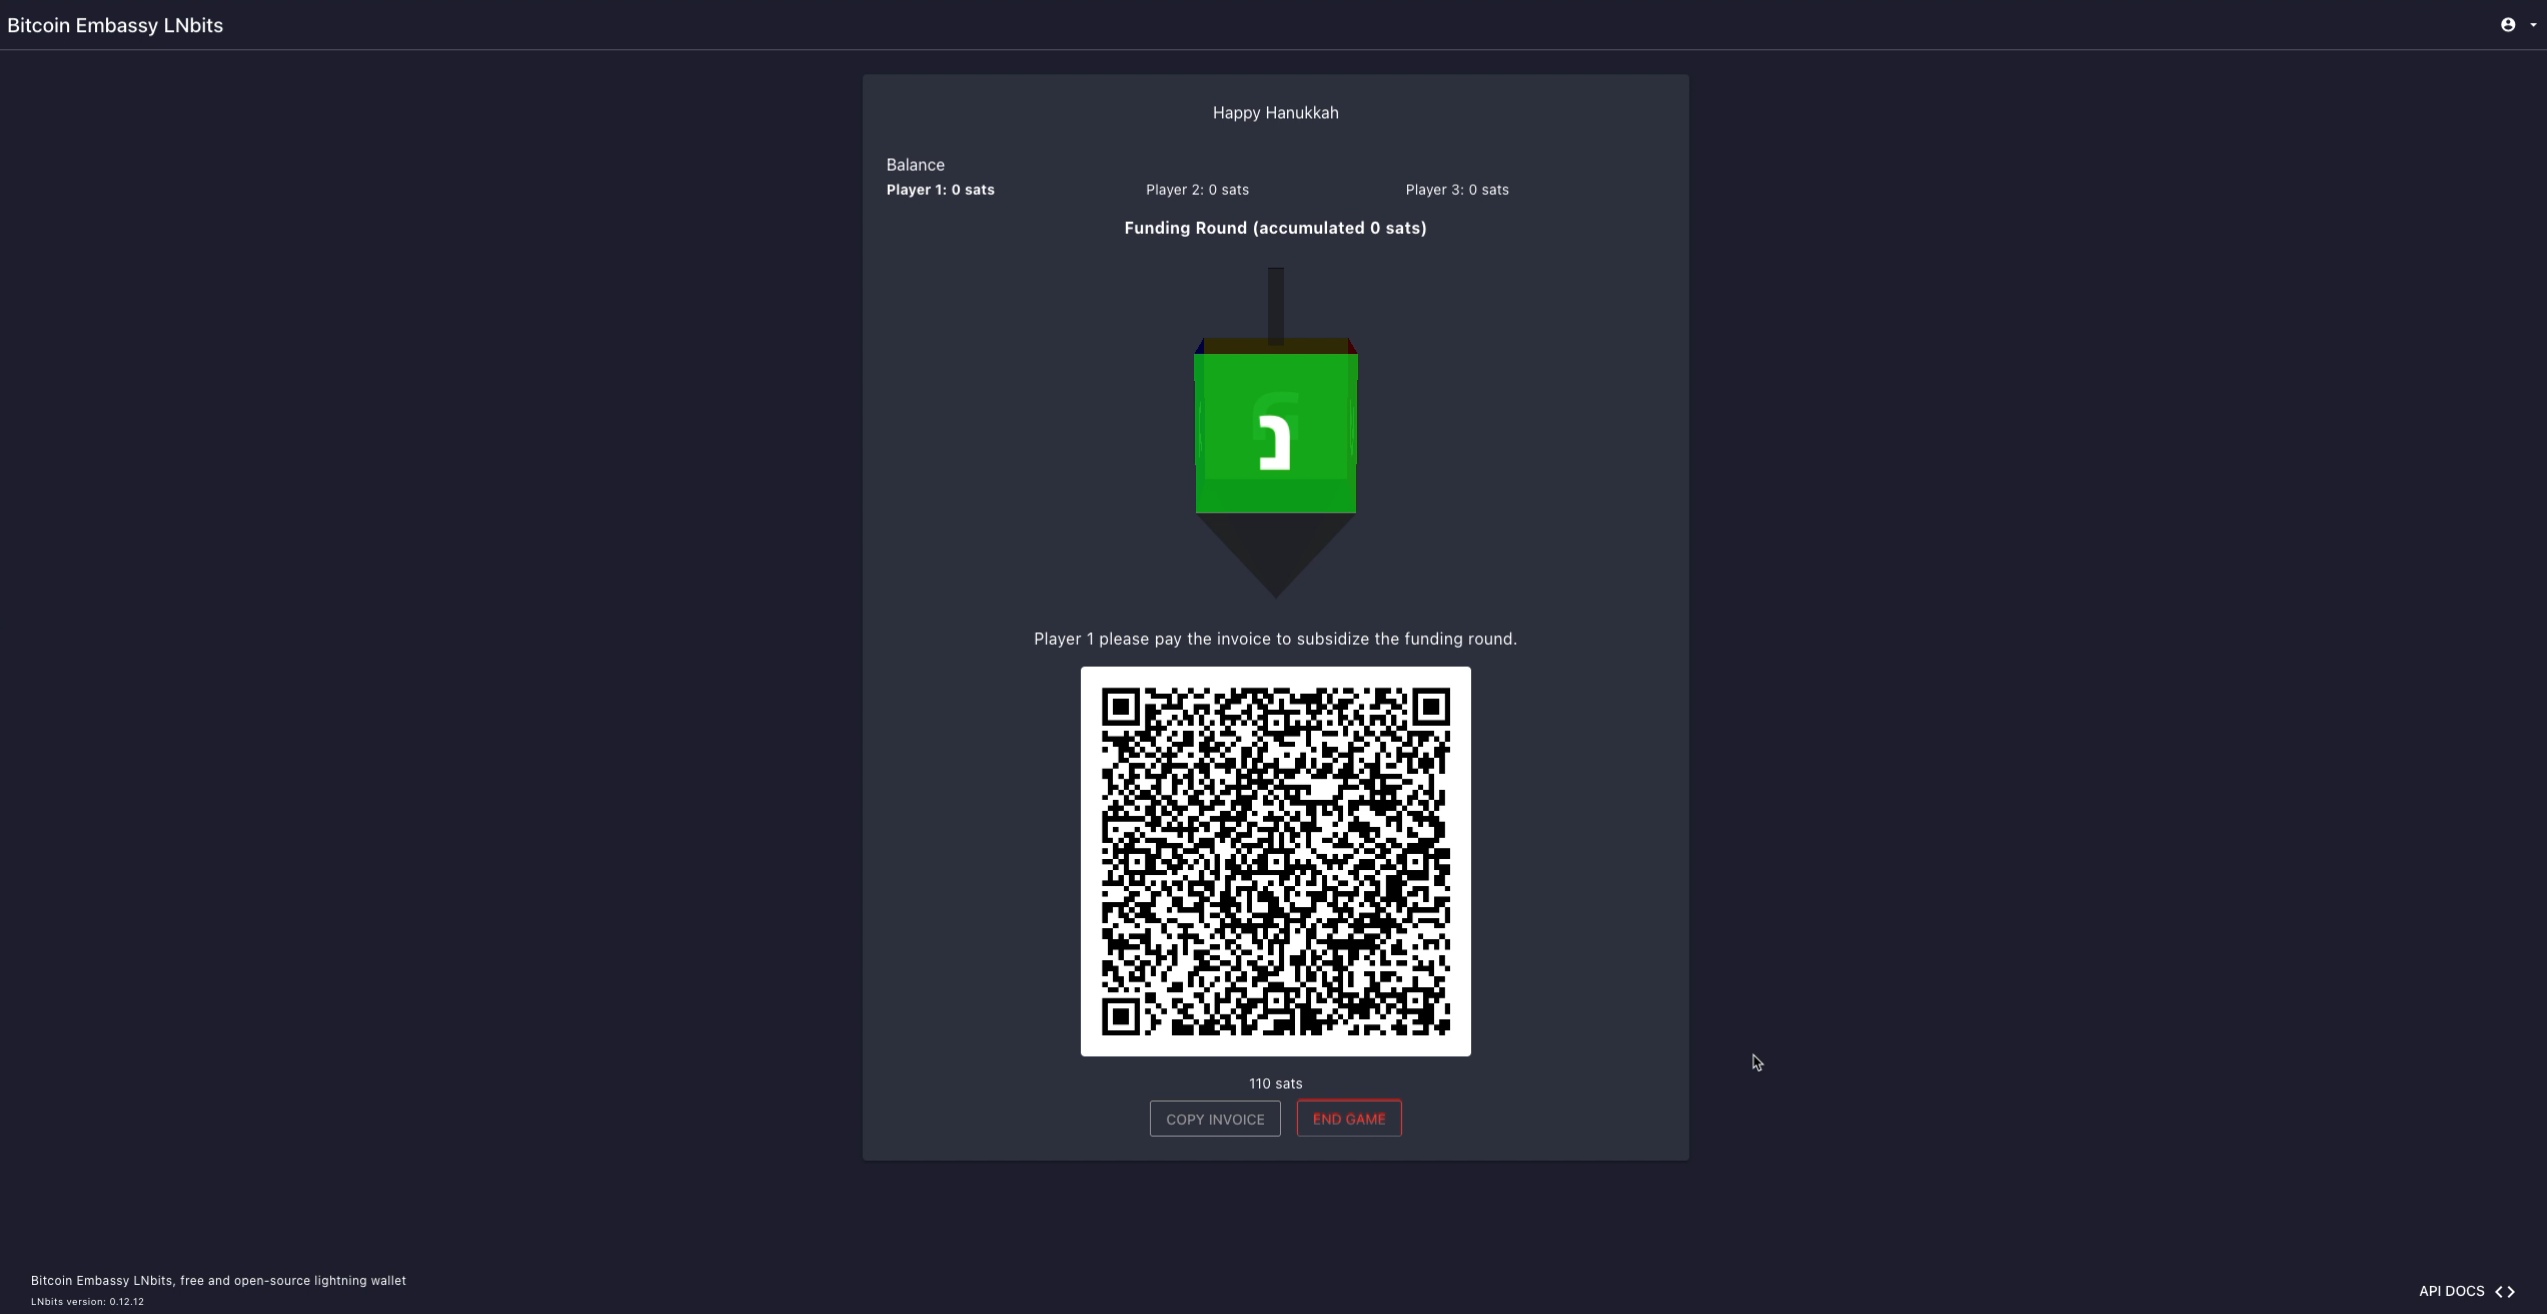 Bitcoin Embassy LNbits
Happy Hanukkah
Balance
Player 1: 0 sats
Player 2: 0 sats
Player 3: 0 sats
Funding Round (accumulated 0 sats)
נ
Player 1 please pay the invoice to subsidize the funding round.
110 sats
COPY INVOICE
END GAME
Bitcoin Embassy LNbits, free and open-source lightning wallet
LNbits version: 0.12.12
API DOCS